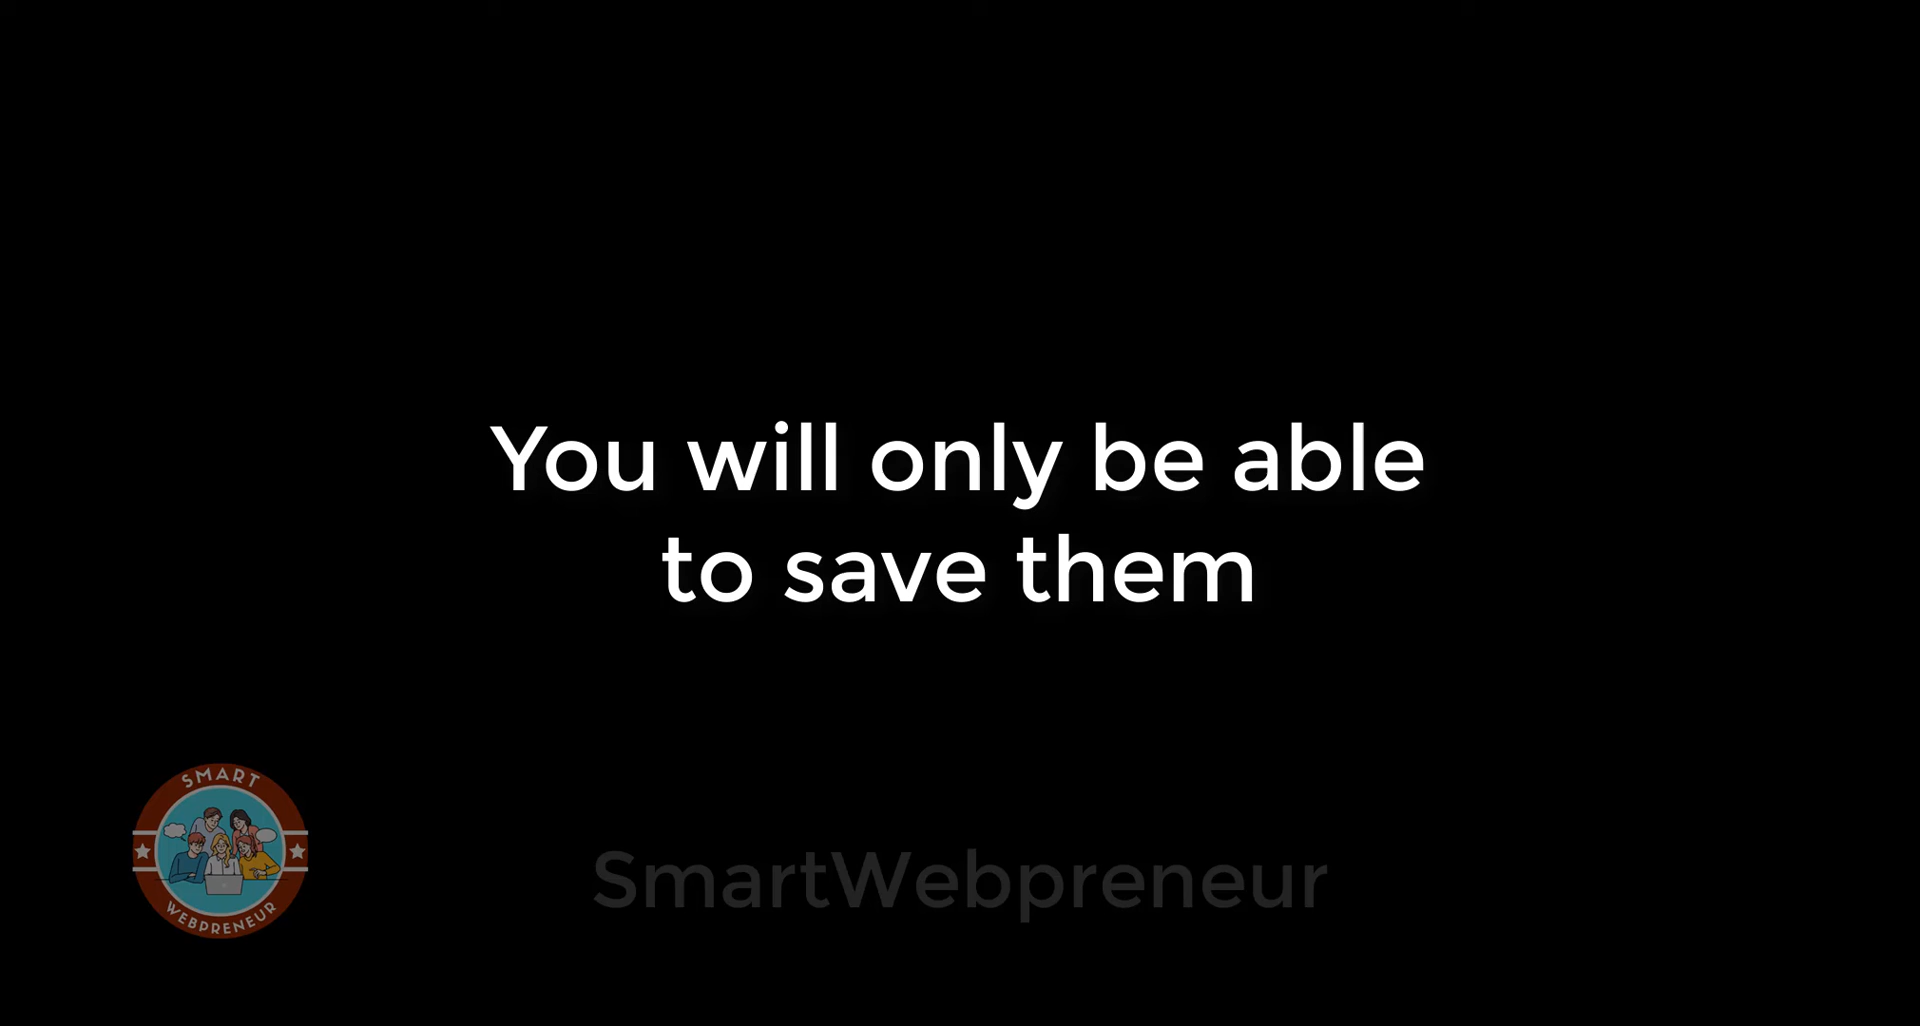 You will only be able
to save them
SMART
WEBPRENEUR
SmartWebpreneur